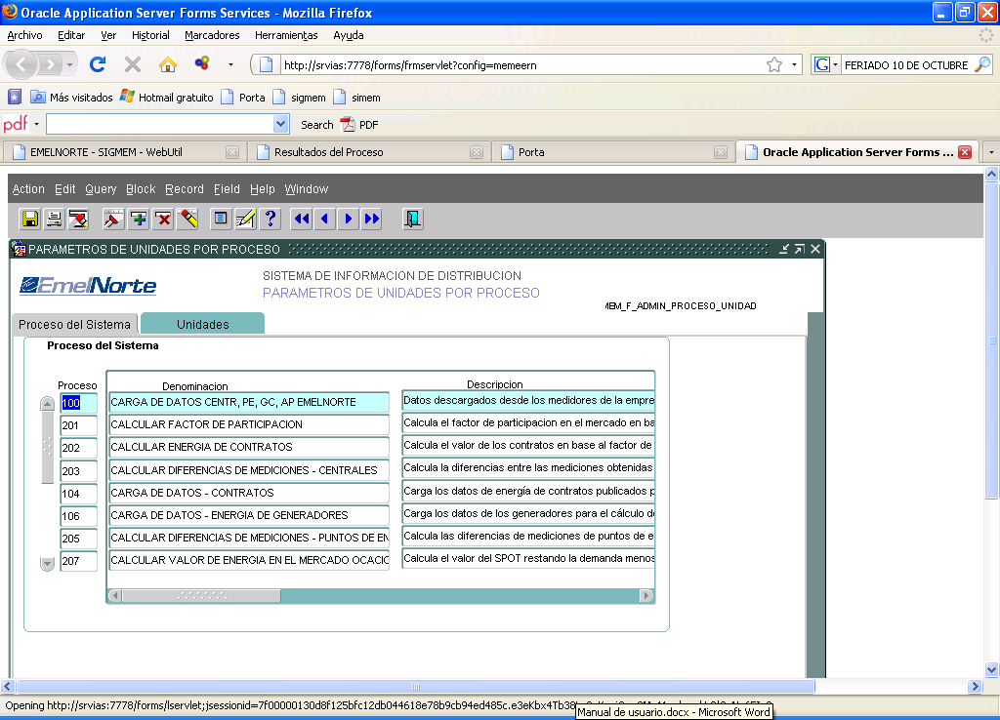 Oracle Application Server Forms Services - Mozilla Firefox
Archivo Editar Ver Historial Marcadores Herramientas Ayuda
http://srvias:7778/forms/frmservlet?config=memeern
G FERIADO 10 DE OCTUBRE
Más visitados Hotmail gratuito Porta sigmem simem
pdf Search PDF
EMELNORTE - SIGMEM - WebUtil Resultados del Proceso Porta Oracle Application Server Forms ...
Action Edit Query Block Record Field Help Window
PARAMETROS DE UNIDADES POR PROCESO
EmelNorte
SISTEMA DE INFORMACION DE DISTRIBUCION
PARAMETROS DE UNIDADES POR PROCESO
MEM_F_ADMIN_PROCESO_UNIDAD
Proceso del Sistema Unidades
Proceso del Sistema
Proceso Denominacion Descripcion
100 CARGA DE DATOS CENTR, PE, GC, AP EMELNORTE Datos descargados desde los medidores de la empre
201 CALCULAR FACTOR DE PARTICIPACION Calcula el factor de participacion en el mercado en ba
202 CALCULAR ENERGIA DE CONTRATOS Calcula el valor de los contratos en base al factor de
203 CALCULAR DIFERENCIAS DE MEDICIONES - CENTRALES Calcula la diferencias entre las mediciones obtenidas
104 CARGA DE DATOS - CONTRATOS Carga los datos de energía de contratos publicados p
106 CARGA DE DATOS - ENERGIA DE GENERADORES Carga los datos de los generadores para el cálculo de
205 CALCULAR DIFERENCIAS DE MEDICIONES - PUNTOS DE EN Calcula las diferencias de mediciones de puntos de e
207 CALCULAR VALOR DE ENERGIA EN EL MERCADO OCACIO Calcula el valor del SPOT restando la demanda menos
Opening http://srvias:7778/forms/lservlet;jsessionid=7f00000130d8f125bfc12db044618e78b9cb94ed485c.e3eKbx4Tb38
Manual de usuario.docx - Microsoft Word